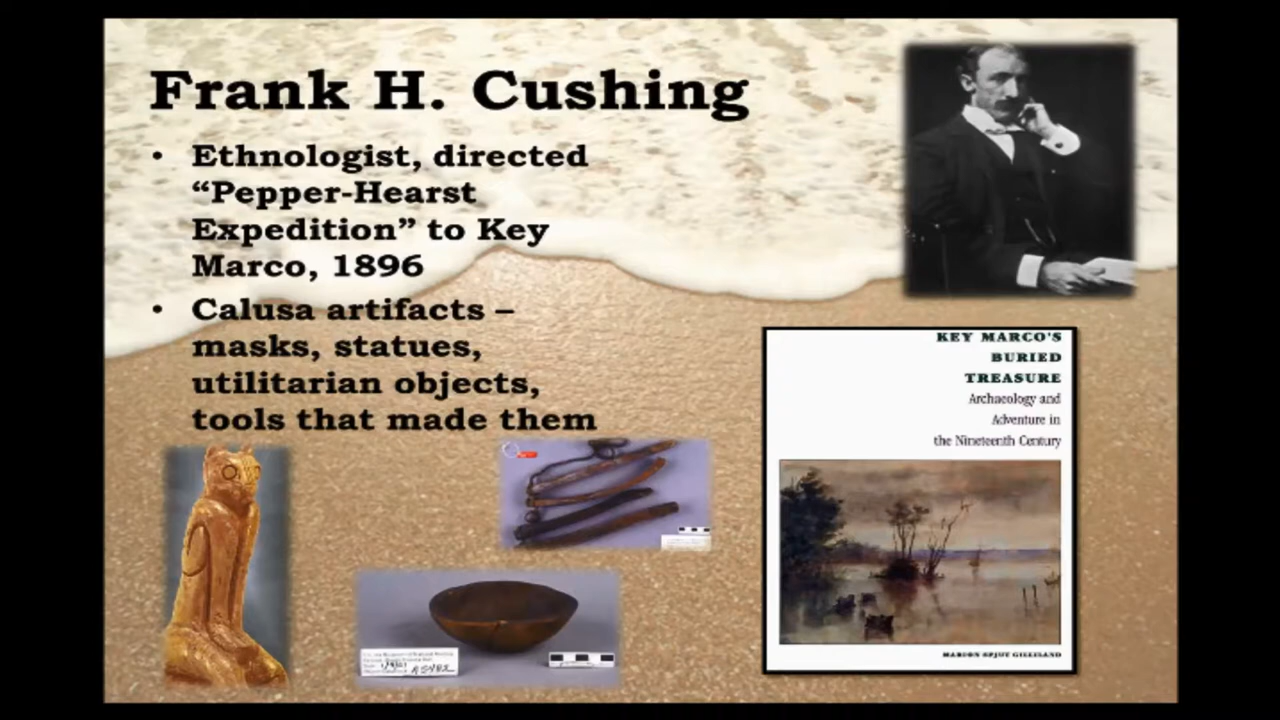 Frank H. Cushing
• Ethnologist, directed
“Pepper-Hearst
Expedition” to Key
Marco, 1896
• Calusa artifacts –
masks, statues,
utilitarian objects,
tools that made them
KEY MARCO'S
BURIED
TREASURE
Archaeology and
Adventure in
the Nineteenth Century
MARION SPJUT GILLILAND